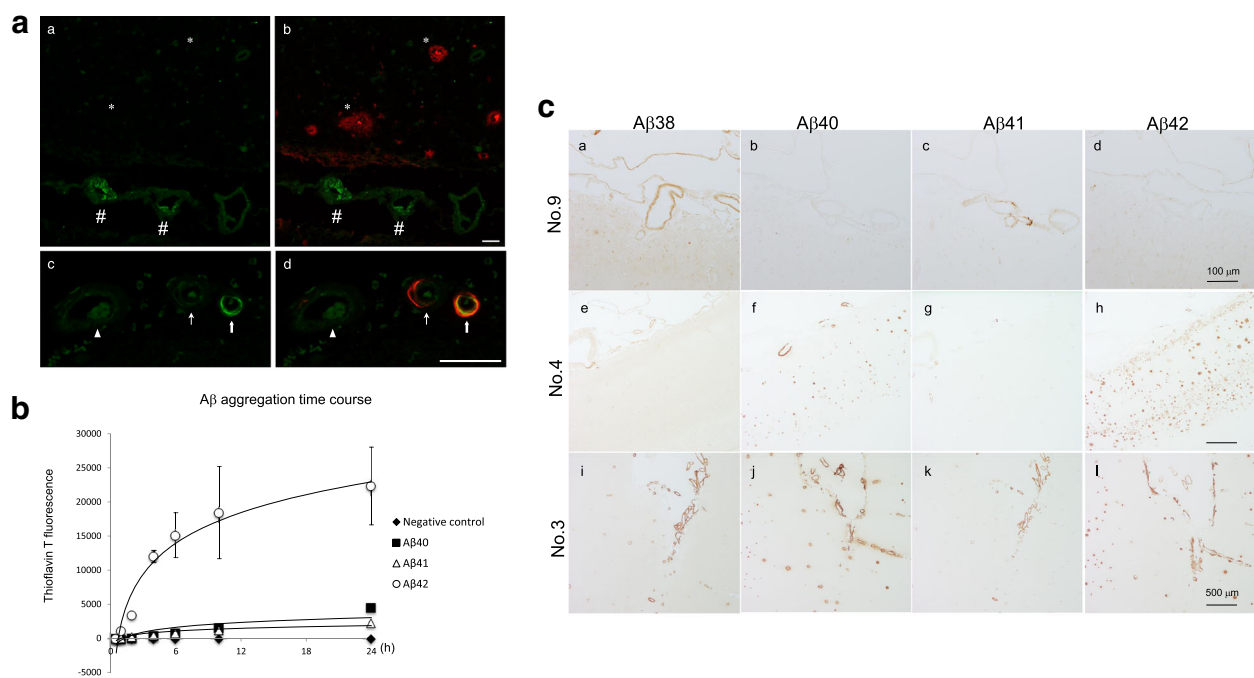 a
a
*
*
#
#
b
*
*
#
#
c
d
b
Aβ aggregation time course
Thioflavin T fluorescence
30000
25000
20000
15000
10000
5000
0
-5000
0
6
12
18
24
(h)
Negative control
Aβ40
Aβ41
Aβ42
c
Aβ38
Aβ40
Aβ41
Aβ42
No.9
a
b
c
d
100 μm
No.4
e
f
g
h
No.3
i
j
k
l
500 μm